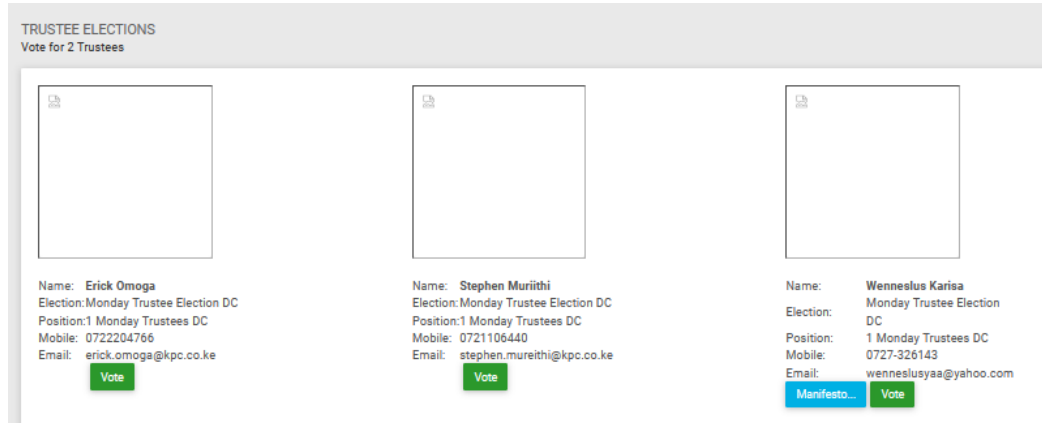 TRUSTEE ELECTIONS
Vote for 2 Trustees
Name: Erick Omoga
Election:Monday Trustee Election DC
Position:1 Monday Trustees DC
Mobile: 0722204766
Email: erick.omoga@kpc.co.ke
Vote
Name: Stephen Muriithi
Election:Monday Trustee Election DC
Position:1 Monday Trustees DC
Mobile: 0721106440
Email: stephen.mureithi@kpc.co.ke
Vote
Name: Wenneslus Karisa
Election: Monday Trustee Election
DC
Position: 1 Monday Trustees DC
Mobile: 0727-326143
Email: wenneslusyaa@yahoo.com
Manifesto... Vote